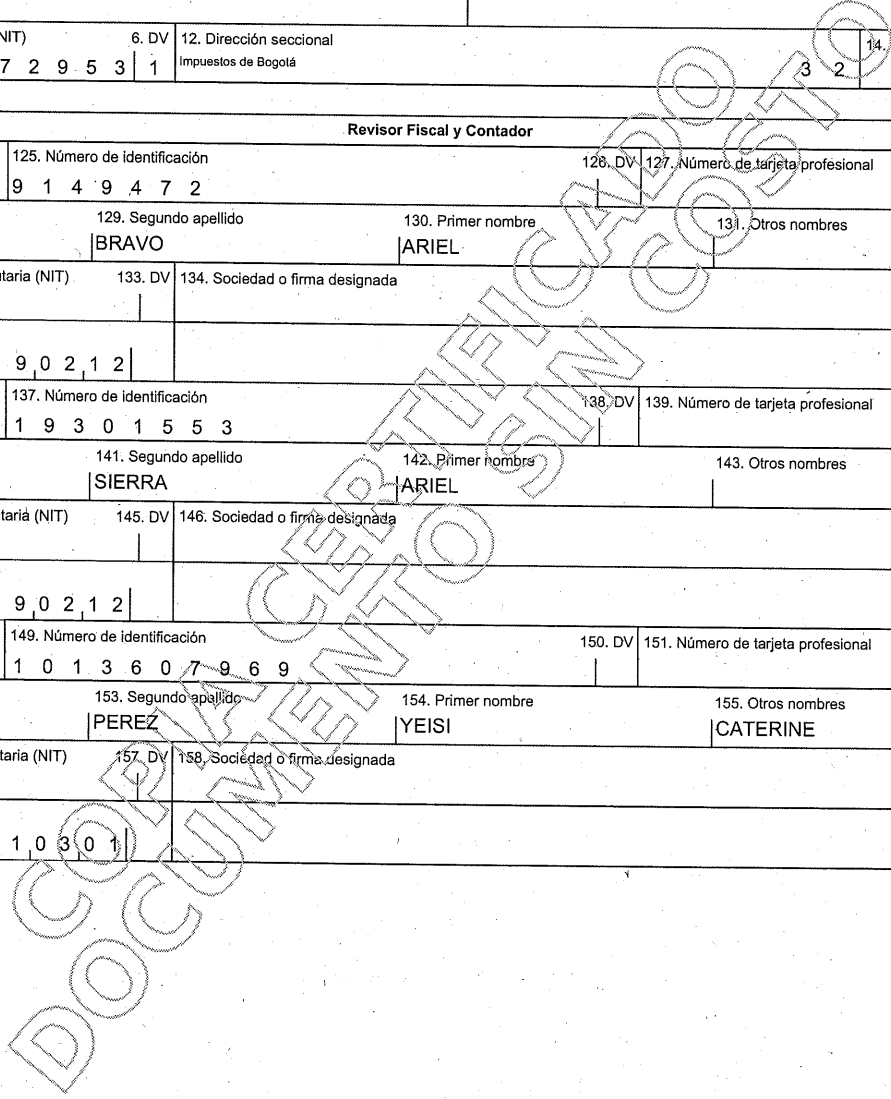 NIT) 6. DV 12. Dirección seccional 14.
7 2 9 5 3 1 Impuestos de Bogotá 3 2
Revisor Fiscal y Contador
125. Número de identificación 126. DV 127. Número de tarjeta profesional
9 1 4 9 4 7 2
129. Segundo apellido 130. Primer nombre 131. Otros nombres
BRAVO ARIEL
taria (NIT) 133. DV 134. Sociedad o firma designada
9 0 2 1 2
137. Número de identificación 138. DV 139. Número de tarjeta profesional
1 9 3 0 1 5 5 3
141. Segundo apellido 142. Primer nombre 143. Otros nombres
SIERRA ARIEL
taria (NIT) 145. DV 146. Sociedad o firma designada
9 0 2 1 2
149. Número de identificación 150. DV 151. Número de tarjeta profesional
1 0 1 3 6 0 7 9 6 9
153. Segundo apellido 154. Primer nombre 155. Otros nombres
PEREZ YEISI CATERINE
taria (NIT) 157. DV 158. Sociedad o firma designada
1 0 3 0 1
COPIA CERTIFICADO
DOCUMENTO SIN COSTO